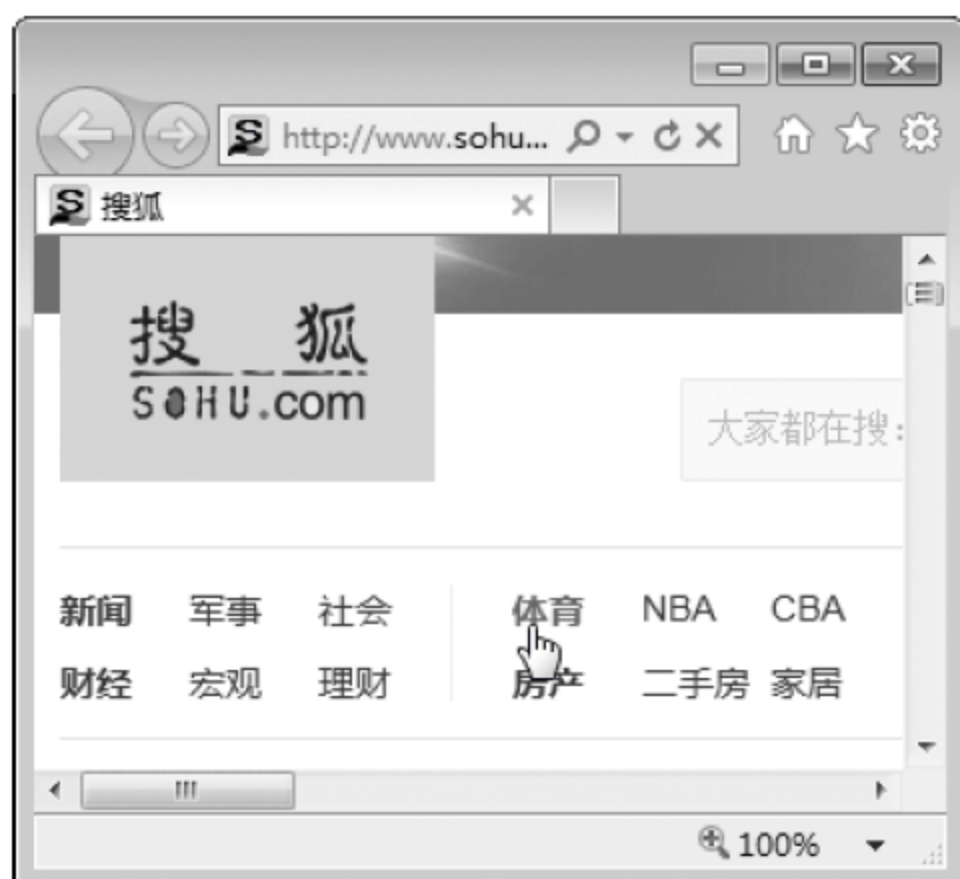 http://www.sohu...
搜狐
搜 狐
SOHU.com
大家都在搜：
新闻 军事 社会 体育 NBA CBA
财经 宏观 理财 房产 二手房 家居
100%